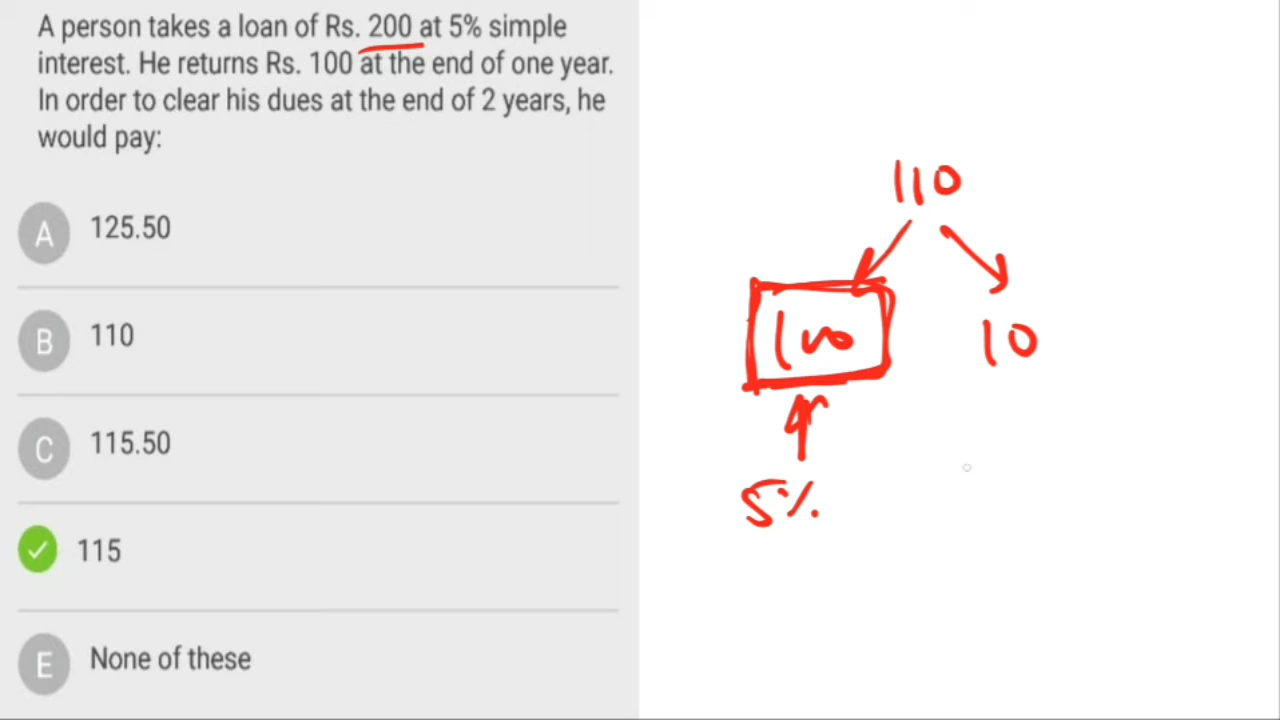 A person takes a loan of Rs. 200 at 5% simple
interest. He returns Rs. 100 at the end of one year.
In order to clear his dues at the end of 2 years, he
would pay:
A 125.50
B 110
C 115.50
115
E None of these
110
100
10
5%